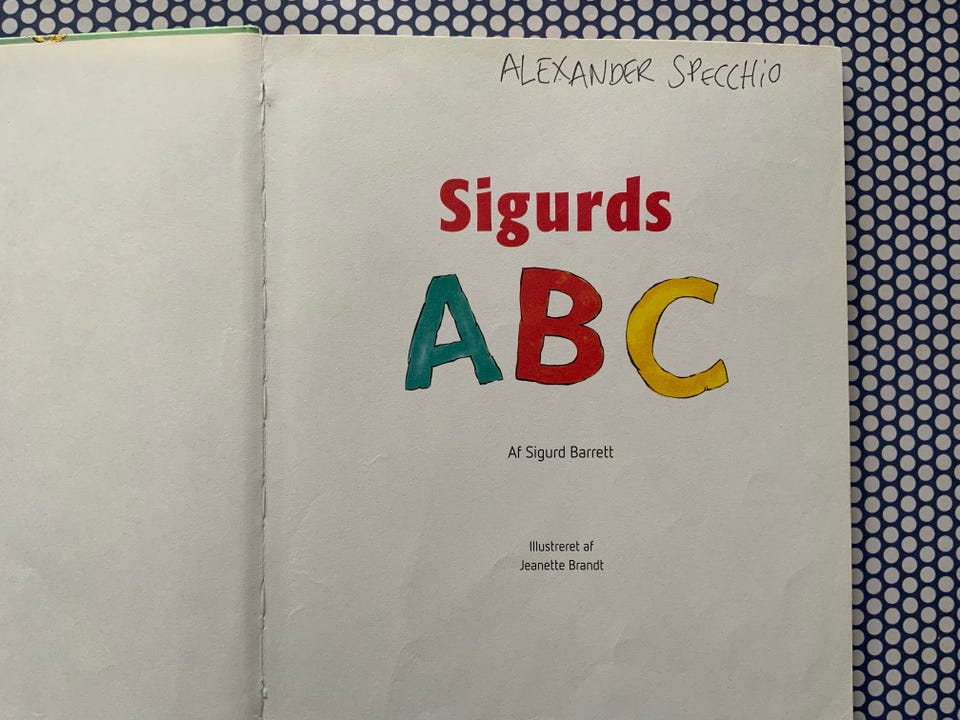 ALEXANDER SPECCHiO
Sigurds
ABC
Af Sigurd Barrett
Illustreret af
Jeanette Brandt